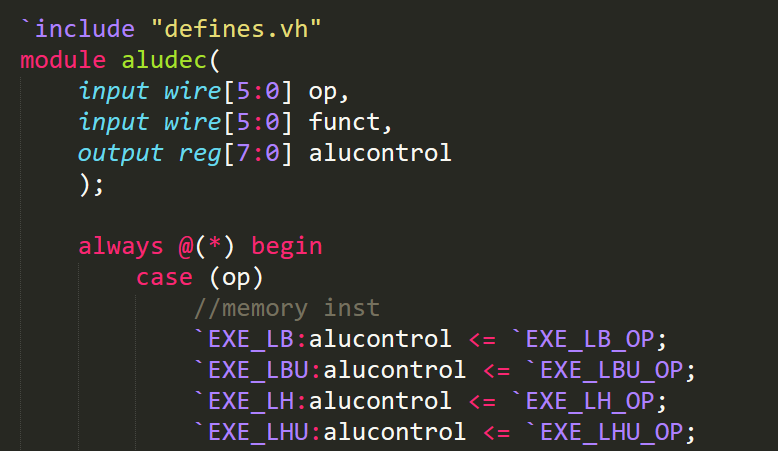 `include "defines.vh"
module aludec(
input wire[5:0] op,
input wire[5:0] funct,
output reg[7:0] alucontrol
);
always @(*) begin
case (op)
//memory inst
`EXE_LB:alucontrol <= `EXE_LB_OP;
`EXE_LBU:alucontrol <= `EXE_LBU_OP;
`EXE_LH:alucontrol <= `EXE_LH_OP;
`EXE_LHU:alucontrol <= `EXE_LHU_OP;